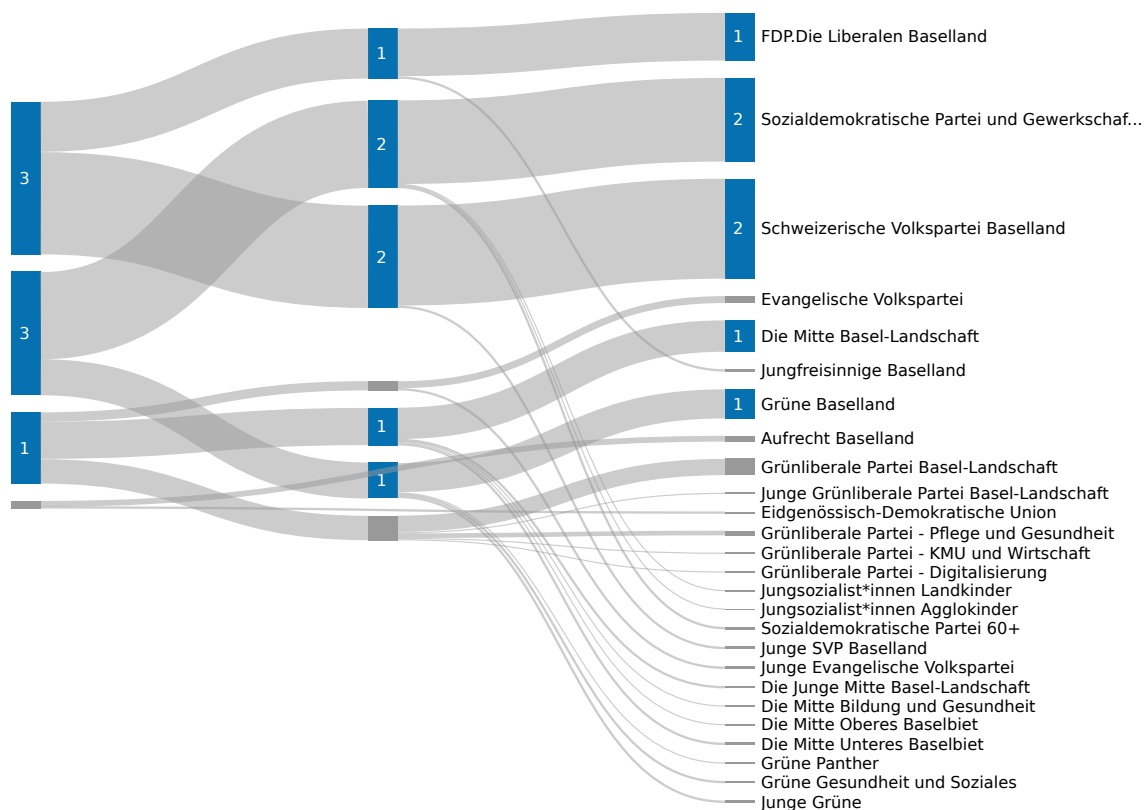 1
1
FDP.Die Liberalen Baselland
2
2
Sozialdemokratische Partei und Gewerkschaf...
3
2
2
Schweizerische Volkspartei Baselland
Evangelische Volkspartei
3
1
Die Mitte Basel-Landschaft
Jungfreisinnige Baselland
1
Grüne Baselland
1
1
Aufrecht Baselland
1
Grünliberale Partei Basel-Landschaft
Junge Grünliberale Partei Basel-Landschaft
Eidgenössisch-Demokratische Union
Grünliberale Partei - Pflege und Gesundheit
Grünliberale Partei - KMU und Wirtschaft
Grünliberale Partei - Digitalisierung
Jungsozialist*innen Landkinder
Jungsozialist*innen Agglokinder
Sozialdemokratische Partei 60+
Junge SVP Baselland
Junge Evangelische Volkspartei
Die Junge Mitte Basel-Landschaft
Die Mitte Bildung und Gesundheit
Die Mitte Oberes Baselbiet
Die Mitte Unteres Baselbiet
Grüne Panther
Grüne Gesundheit und Soziales
Junge Grüne